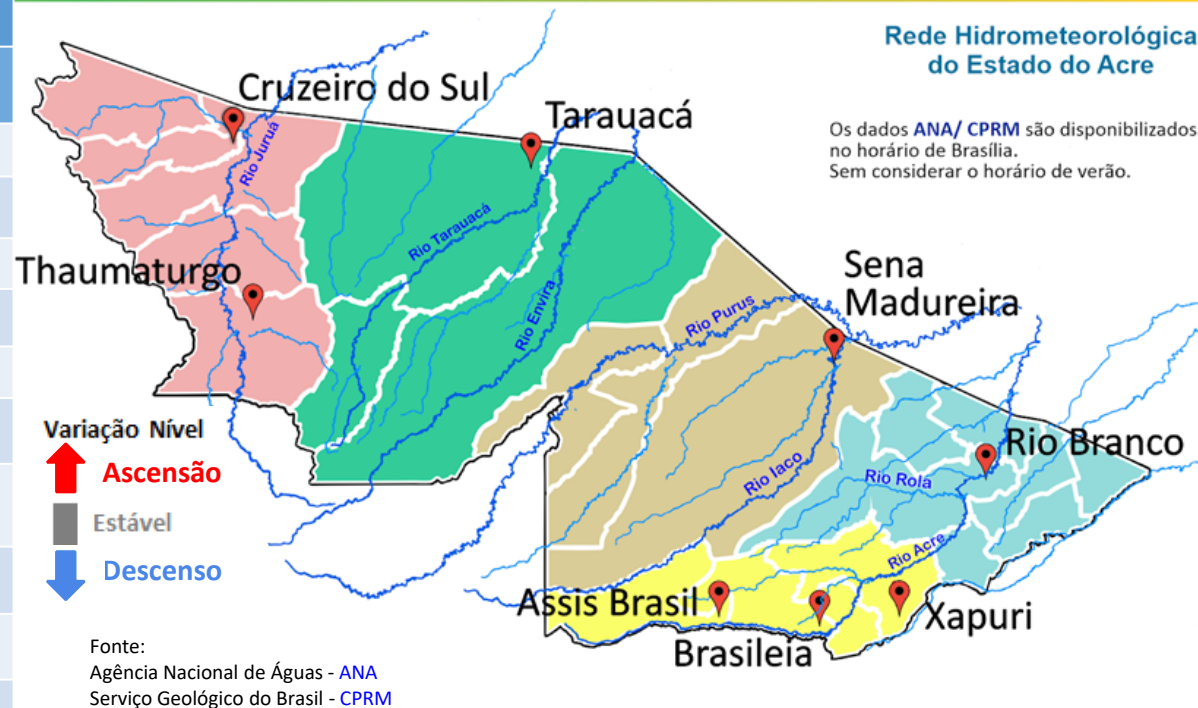 Rede Hidrometeorológica
do Estado do Acre
Os dados ANA/ CPRM são disponibilizados
no horário de Brasília.
Sem considerar o horário de verão.
Cruzeiro do Sul
Tarauacá
Rio Juruá
Rio Tarauacá
Thaumaturgo
Sena
Madureira
Rio Purus
Rio Envira
Variação Nível
Ascensão
Estável
Descenso
Rio Branco
Rio Iaco
Rio Rola
Rio Acre
Assis Brasil
Xapuri
Brasileia
Fonte:
Agência Nacional de Águas - ANA
Serviço Geológico do Brasil - CPRM